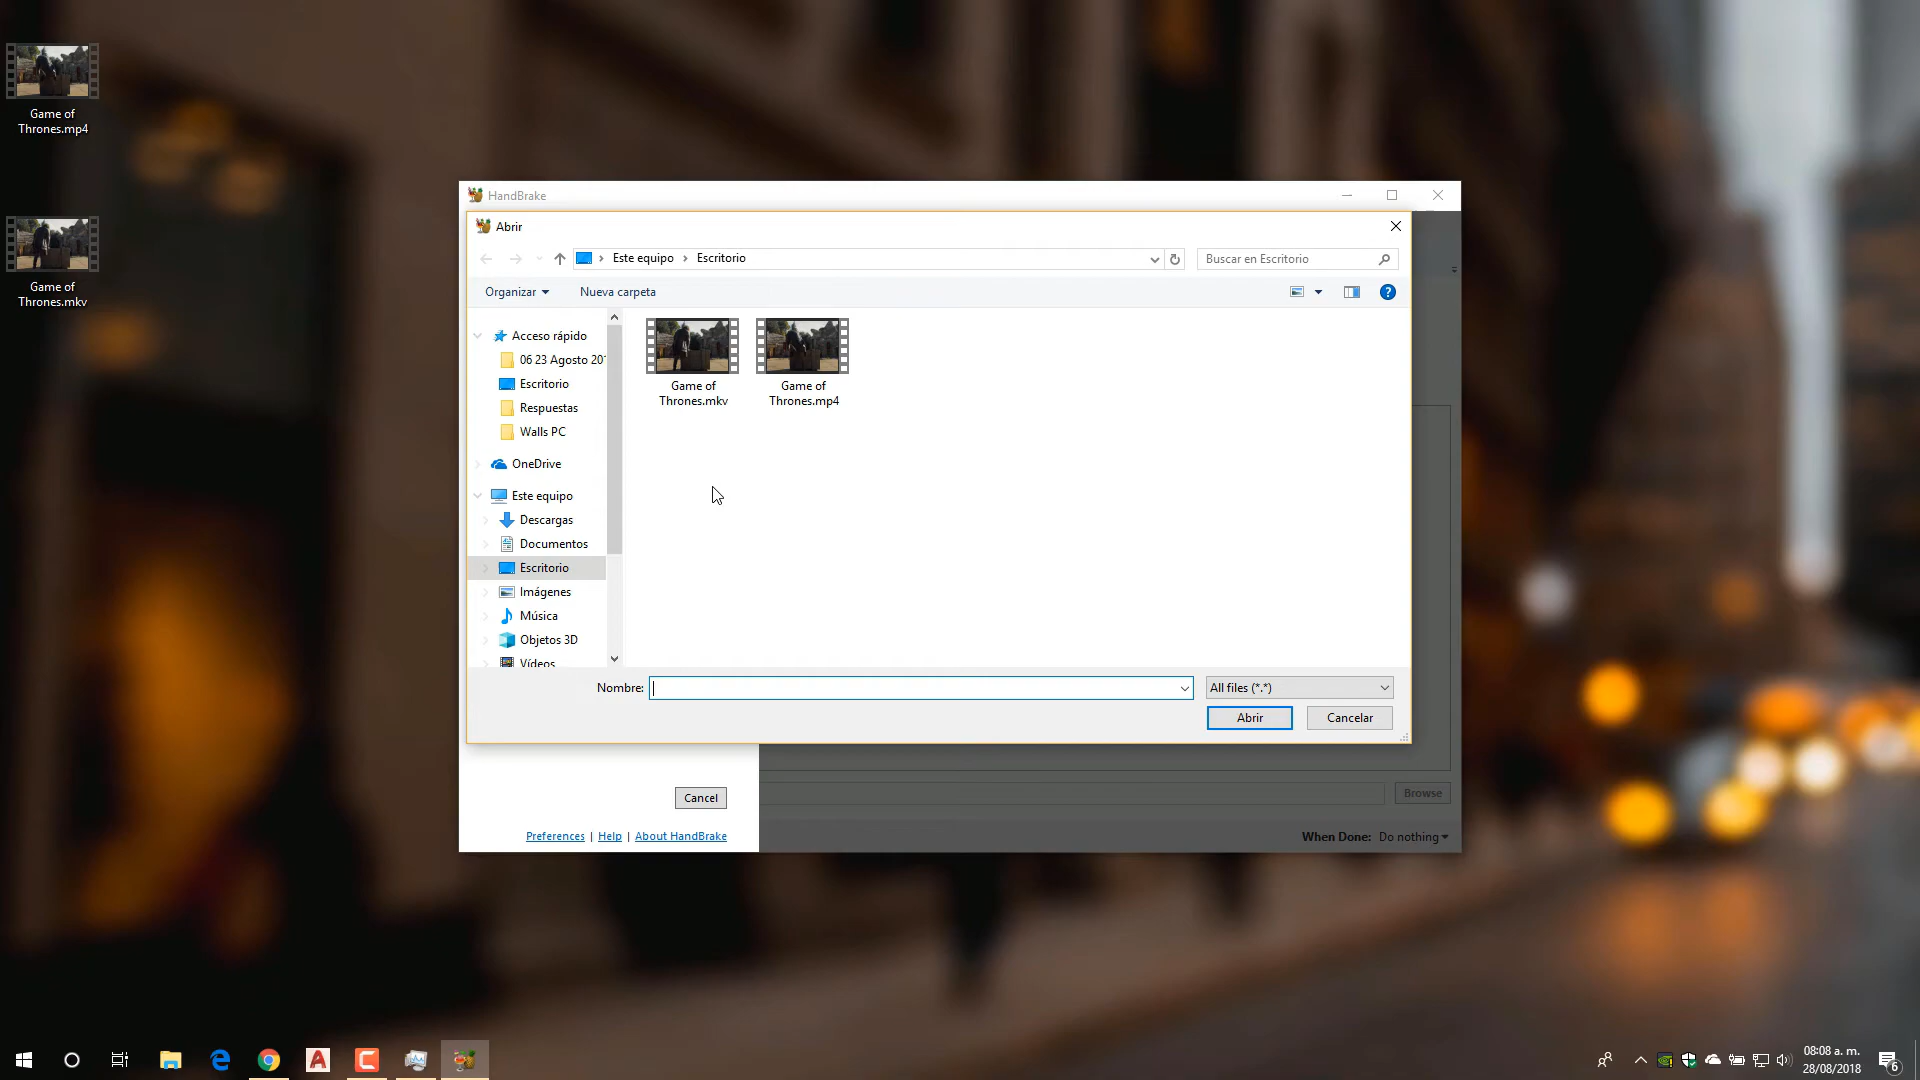 Game of
Thrones.mp4
Game of
Thrones.mkv
HandBrake
Abrir
Este equipo
Escritorio
Buscar en Escritorio
Organizar
Nueva carpeta
Acceso rápido
06 23 Agosto 201
Escritorio
Respuestas
Walls PC
OneDrive
Este equipo
Descargas
Documentos
Escritorio
Imágenes
Música
Objetos 3D
Vídeos
Game of
Thrones.mkv
Game of
Thrones.mp4
Nombre:
All files (*.*)
Abrir
Cancelar
Cancel
Browse
Preferences | Help | About HandBrake
When Done: Do nothing
08:08 a. m.
28/08/2018
6